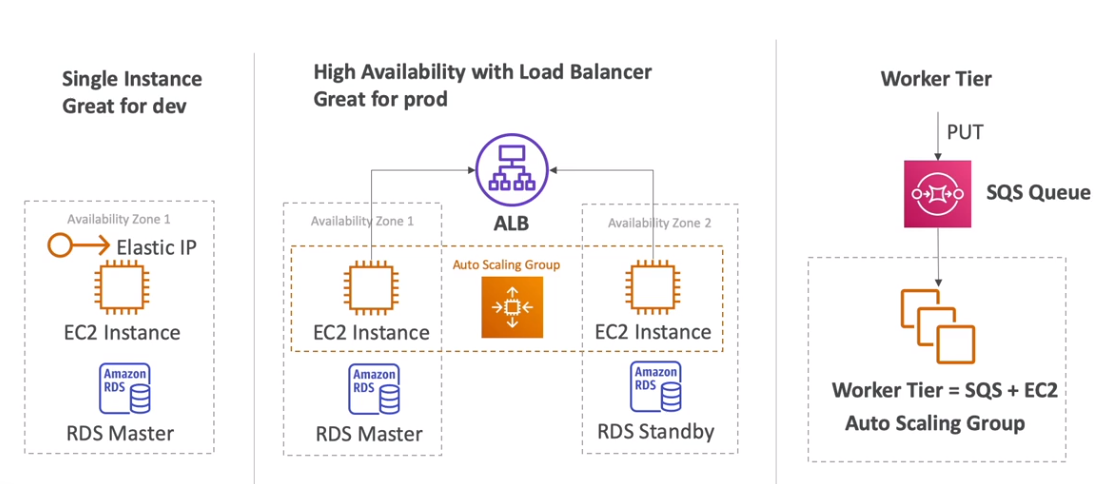 Single Instance
Great for dev
Availability Zone 1
Elastic IP
EC2 Instance
Amazon
RDS
RDS Master
High Availability with Load Balancer
Great for prod
ALB
Availability Zone 1
Availability Zone 2
Auto Scaling Group
EC2 Instance
EC2 Instance
Amazon
RDS
RDS Master
Amazon
RDS
RDS Standby
Worker Tier
PUT
SQS Queue
Worker Tier = SQS + EC2
Auto Scaling Group